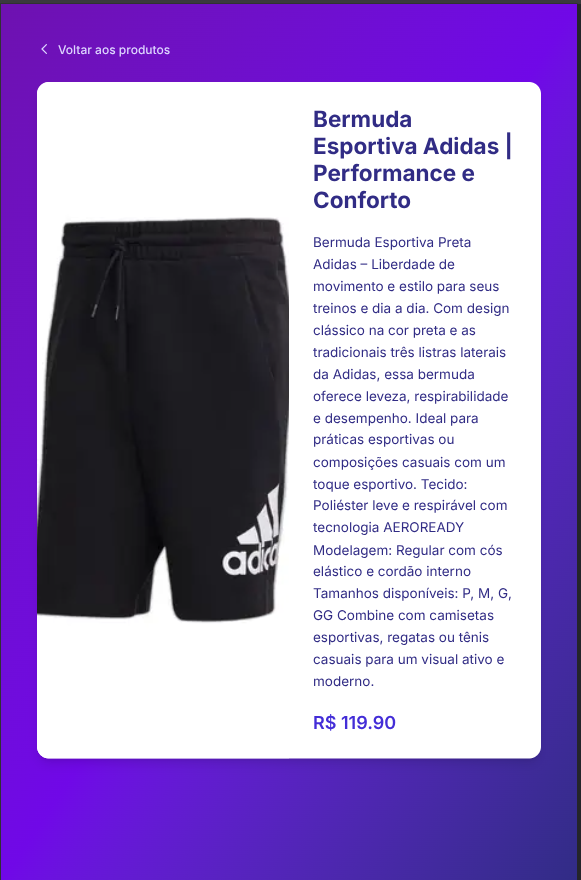 Voltar aos produtos
Bermuda
Esportiva Adidas |
Performance e
Conforto
Bermuda Esportiva Preta
Adidas – Liberdade de
movimento e estilo para seus
treinos e dia a dia. Com design
clássico na cor preta e as
tradicionais três listras laterais
da Adidas, essa bermuda
oferece leveza, respirabilidade
e desempenho. Ideal para
práticas esportivas ou
composições casuais com um
toque esportivo. Tecido:
Poliéster leve e respirável com
tecnologia AEROREADY
Modelagem: Regular com cós
elástico e cordão interno
Tamanhos disponíveis: P, M, G,
GG Combine com camisetas
esportivas, regatas ou tênis
casuais para um visual ativo e
moderno.
R$ 119.90